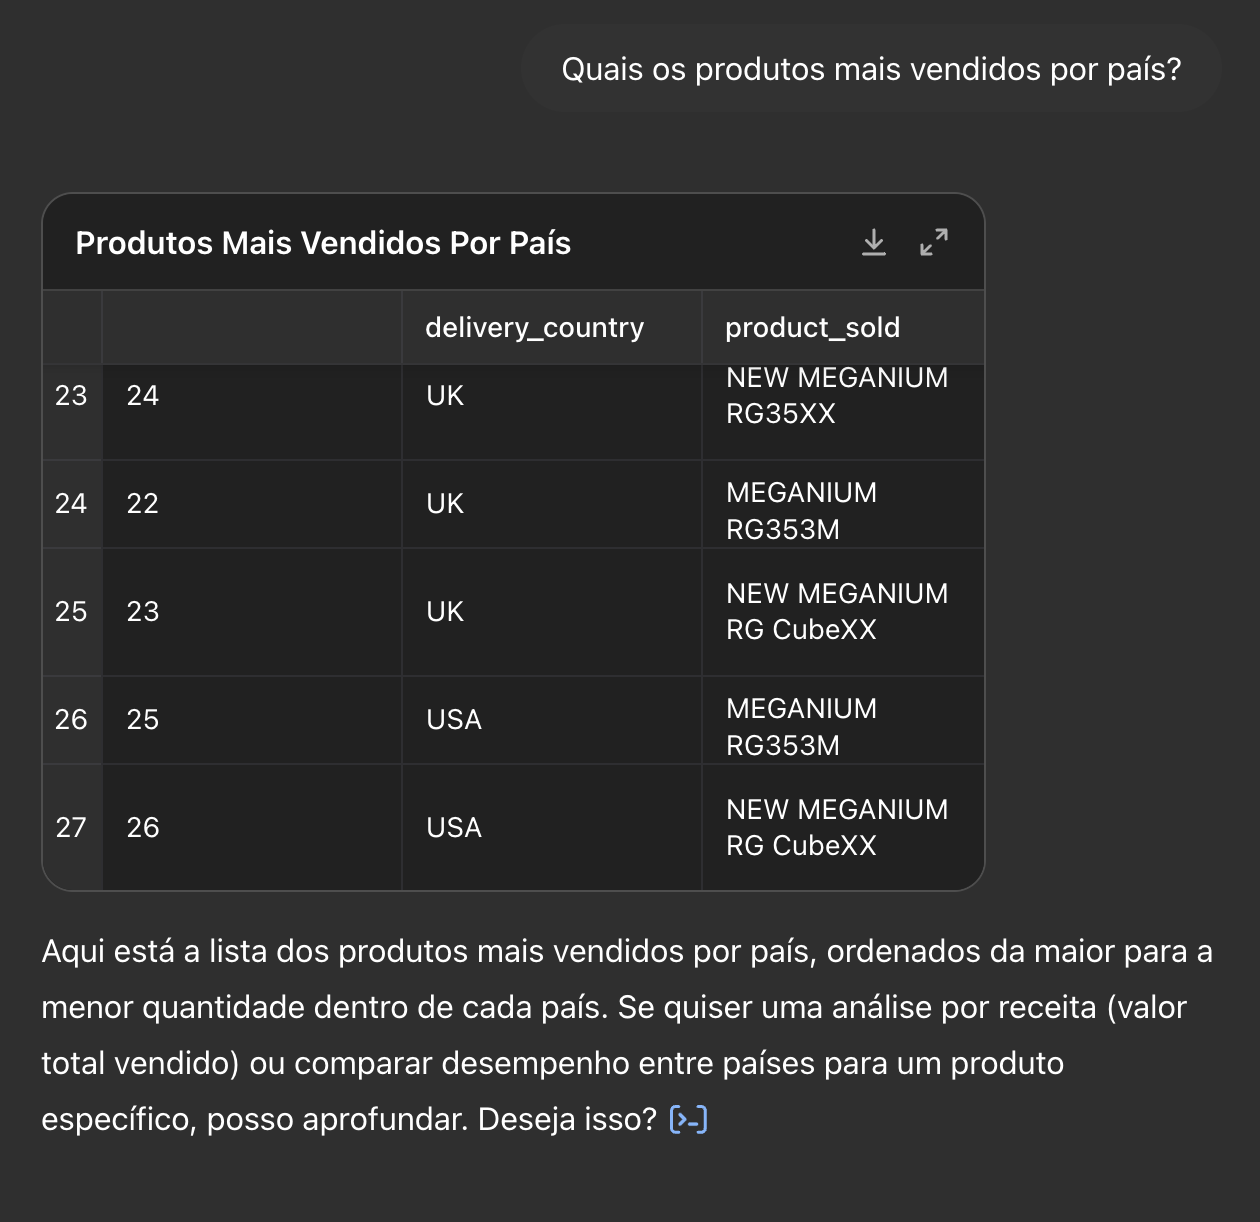 Quais os produtos mais vendidos por país?
Produtos Mais Vendidos Por País
delivery_country product_sold
23 24 UK NEW MEGANIUM
RG35XX
24 22 UK MEGANIUM
RG353M
25 23 UK NEW MEGANIUM
RG CubeXX
26 25 USA MEGANIUM
RG353M
27 26 USA NEW MEGANIUM
RG CubeXX
Aqui está a lista dos produtos mais vendidos por país, ordenados da maior para a
menor quantidade dentro de cada país. Se quiser uma análise por receita (valor
total vendido) ou comparar desempenho entre países para um produto
específico, posso aprofundar. Deseja isso?